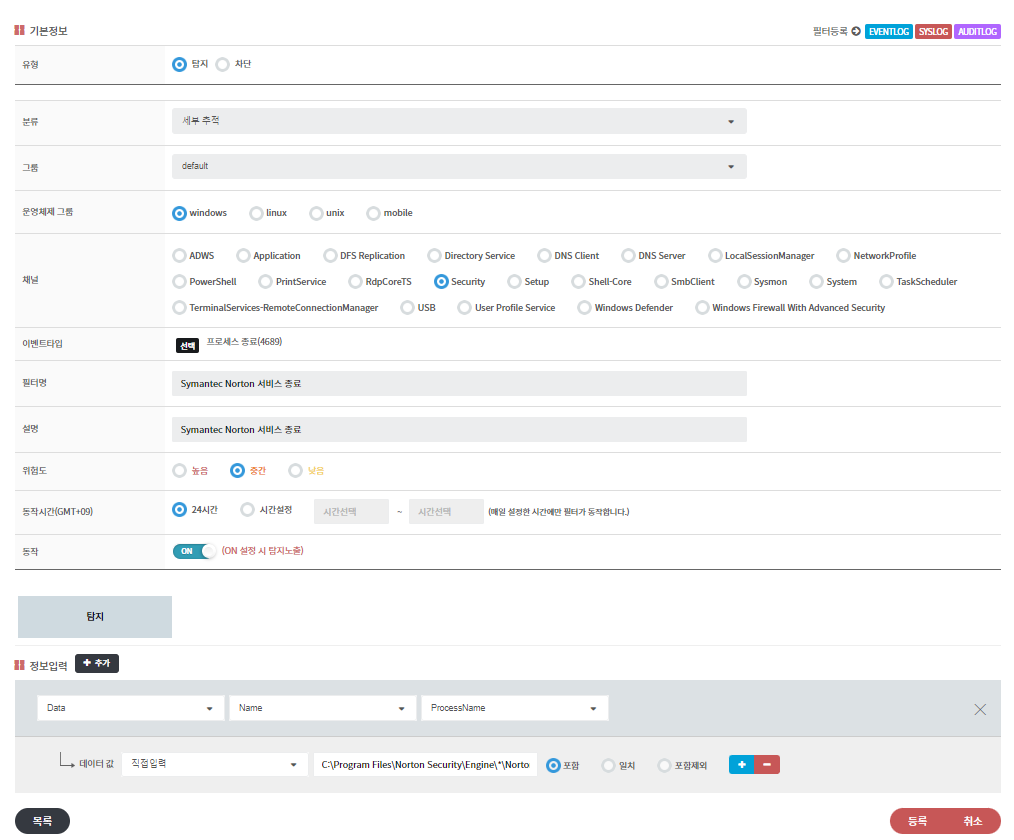 기본정보 필터등록 EVENTLOG SYSLOG AUDITLOG
유형 탐지 차단
분류 세부 추적
그룹 default
운영체제 그룹 windows linux unix mobile
채널
ADWS Application DFS Replication Directory Service DNS Client DNS Server LocalSessionManager NetworkProfile
PowerShell PrintService RdpCoreTS Security Setup Shell-Core SmbClient Sysmon System TaskScheduler
TerminalServices-RemoteConnectionManager USB User Profile Service Windows Defender Windows Firewall With Advanced Security
이벤트타입 선택 프로세스 종료(4689)
필터명 Symantec Norton 서비스 종료
설명 Symantec Norton 서비스 종료
위험도 높음 중간 낮음
동작시간(GMT+09) 24시간 시간설정 시간선택 ~ 시간선택 (매일 설정한 시간에만 필터가 동작합니다.)
동작 ON (ON 설정 시 탐지노출)
탐지
정보입력 + 추가
Data Name ProcessName
데이터 값 직접입력 C:\Program Files\Norton Security\Engine\*\Norto 포함 일치 포함제외 + −
목록 등록 취소